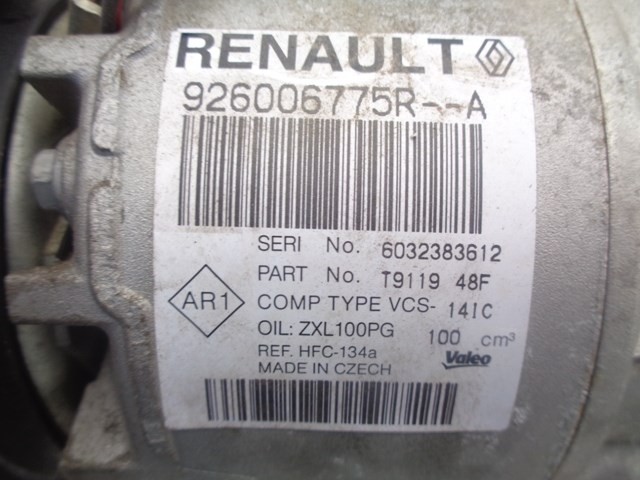 RENAULT
926006775R--A
SERI No. 6032383612
PART No. T9119 48F
AR1
COMP TYPE VCS- 14IC
OIL: ZXL100PG 100 cm³
REF. HFC-134a
Valeo
MADE IN CZECH